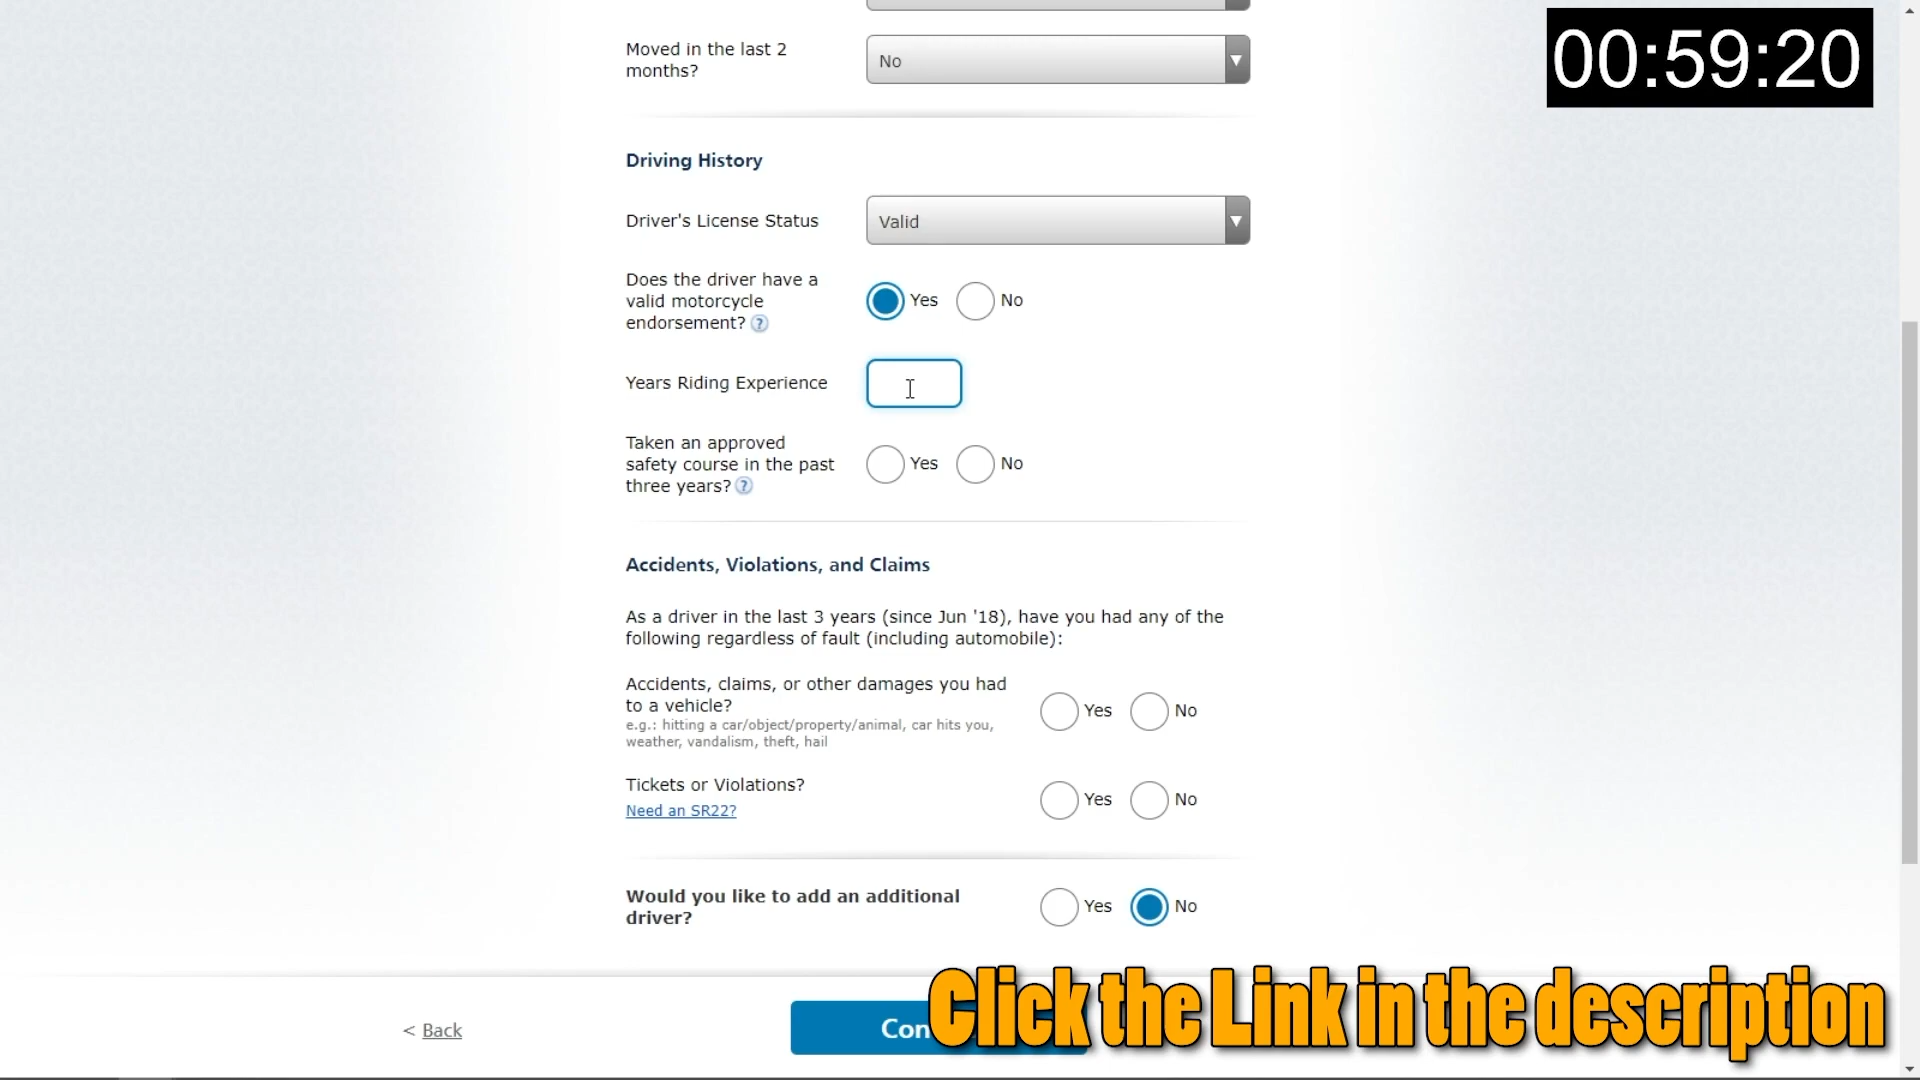 00:59:20
Moved in the last 2
months?
No
Driving History
Driver's License Status
Valid
Does the driver have a
valid motorcycle
endorsement? ?
Yes No
Years Riding Experience
Taken an approved
safety course in the past
three years? ?
Yes No
Accidents, Violations, and Claims
As a driver in the last 3 years (since Jun '18), have you had any of the
following regardless of fault (including automobile):
Accidents, claims, or other damages you had
to a vehicle?
e.g.: hitting a car/object/property/animal, car hits you,
weather, vandalism, theft, hail
Yes No
Tickets or Violations?
Need an SR22?
Yes No
Would you like to add an additional
driver?
Yes No
< Back
Con
Click the Link in the description